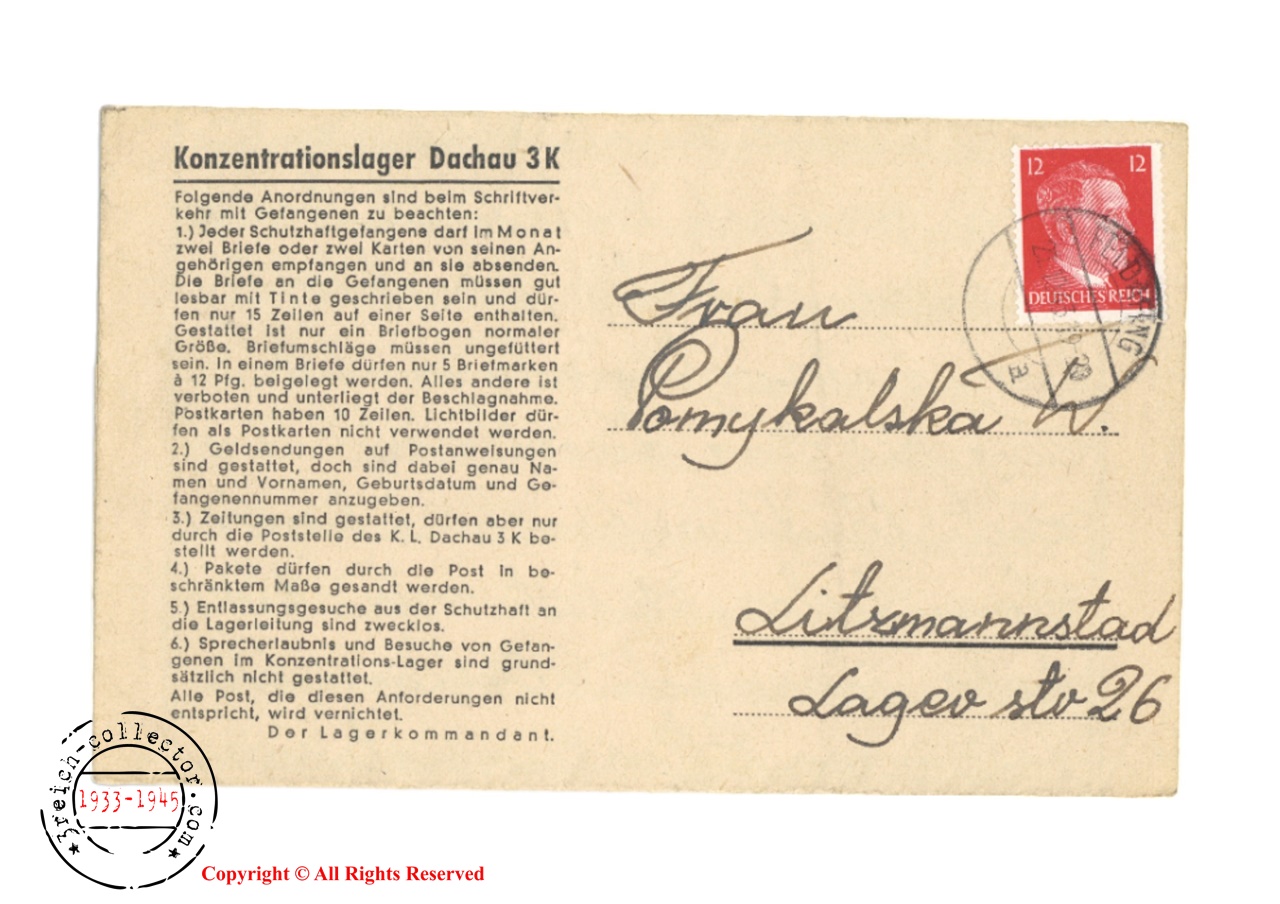 Konzentrationslager Dachau 3 K
Folgende Anordnungen sind beim Schriftver-
kehr mit Gefangenen zu beachten:
1.) Jeder Schutzhaftgefangene darf im Monat
zwei Briefe oder zwei Karten von seinen An-
gehörigen empfangen und an sie absenden.
Die Briefe an die Gefangenen müssen gut
lesbar mit Tinte geschrieben sein und dür-
fen nur 15 Zeilen auf einer Seite enthalten.
Gestattet ist nur ein Briefbogen normaler
Größe. Briefumschläge müssen ungefüttert
sein. In einem Briefe dürfen nur 5 Briefmarken
à 12 Pfg. beigelegt werden. Alles andere ist
verboten und unterliegt der Beschlagnahme.
Postkarten haben 10 Zeilen. Lichtbilder dür-
fen als Postkarten nicht verwendet werden.
2.) Geldsendungen auf Postanweisungen
sind gestattet, doch sind dabei genau Na-
men und Vornamen, Geburtsdatum und Ge-
fangenennummer anzugeben.
3.) Zeitungen sind gestattet, dürfen aber nur
durch die Poststelle des K. L. Dachau 3 K be-
stellt werden.
4.) Pakete dürfen durch die Post in be-
schränktem Maße gesandt werden.
5.) Entlassungsgesuche aus der Schutzhaft an
die Lagerleitung sind zwecklos.
6.) Sprecherlaubnis und Besuche von Gefan-
genen im Konzentrations-Lager sind grund-
sätzlich nicht gestattet.
Alle Post, die diesen Anforderungen nicht
entspricht, wird vernichtet.
Der Lagerkommandant.
12 12
DEUTSCHES REICH
a
Frau
Pomykalska W.
Litzmannstad
Lager str 26
3reich-collector.com
1933-1945
Copyright © All Rights Reserved